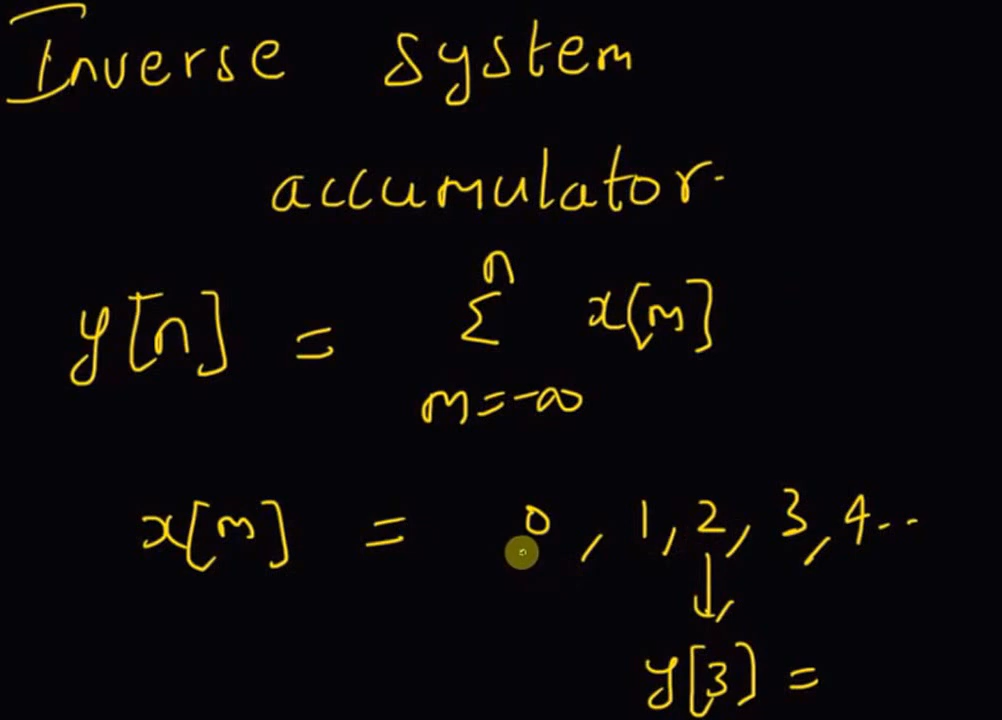 Inverse system
accumulator.
y[n] = n Σ m=-∞ x[m]
x[m] = 0, 1, 2, 3, 4..
y[3] =